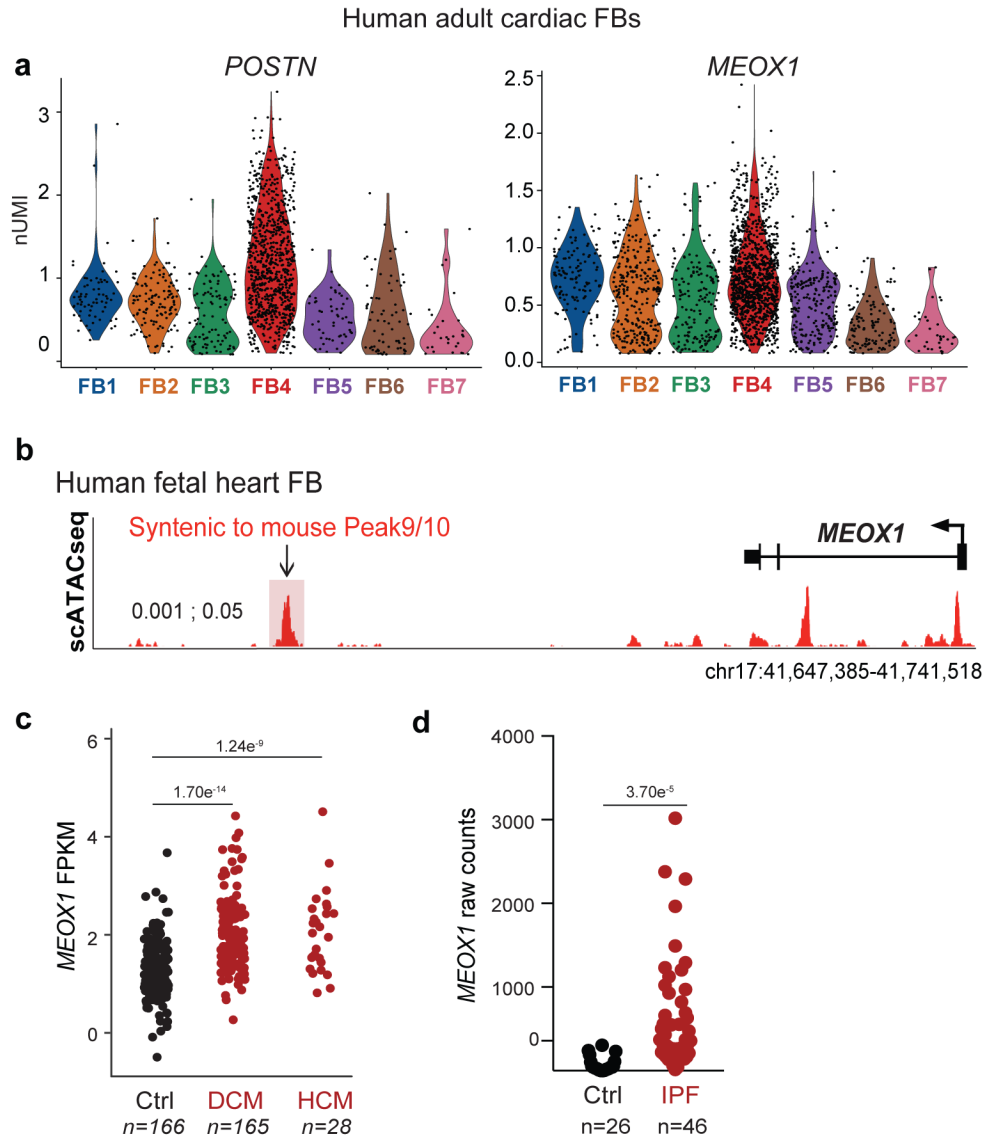 Human adult cardiac FBs
a
POSTN
MEOX1
nUMI
3
2
1
0
2.5
2.0
1.5
1.0
0.5
0.0
FB1 FB2 FB3 FB4 FB5 FB6 FB7
FB1 FB2 FB3 FB4 FB5 FB6 FB7
b
Human fetal heart FB
scATACseq
Syntenic to mouse Peak9/10
MEOX1
0.001 ; 0.05
chr17:41,647,385-41,741,518
c
MEOX1 FPKM
6
4
2
0
1.24e-9
1.70e-14
Ctrl DCM HCM
n=166 n=165 n=28
d
MEOX1 raw counts
4000
3000
3000
1000
0
3.70e-5
Ctrl IPF
n=26 n=46